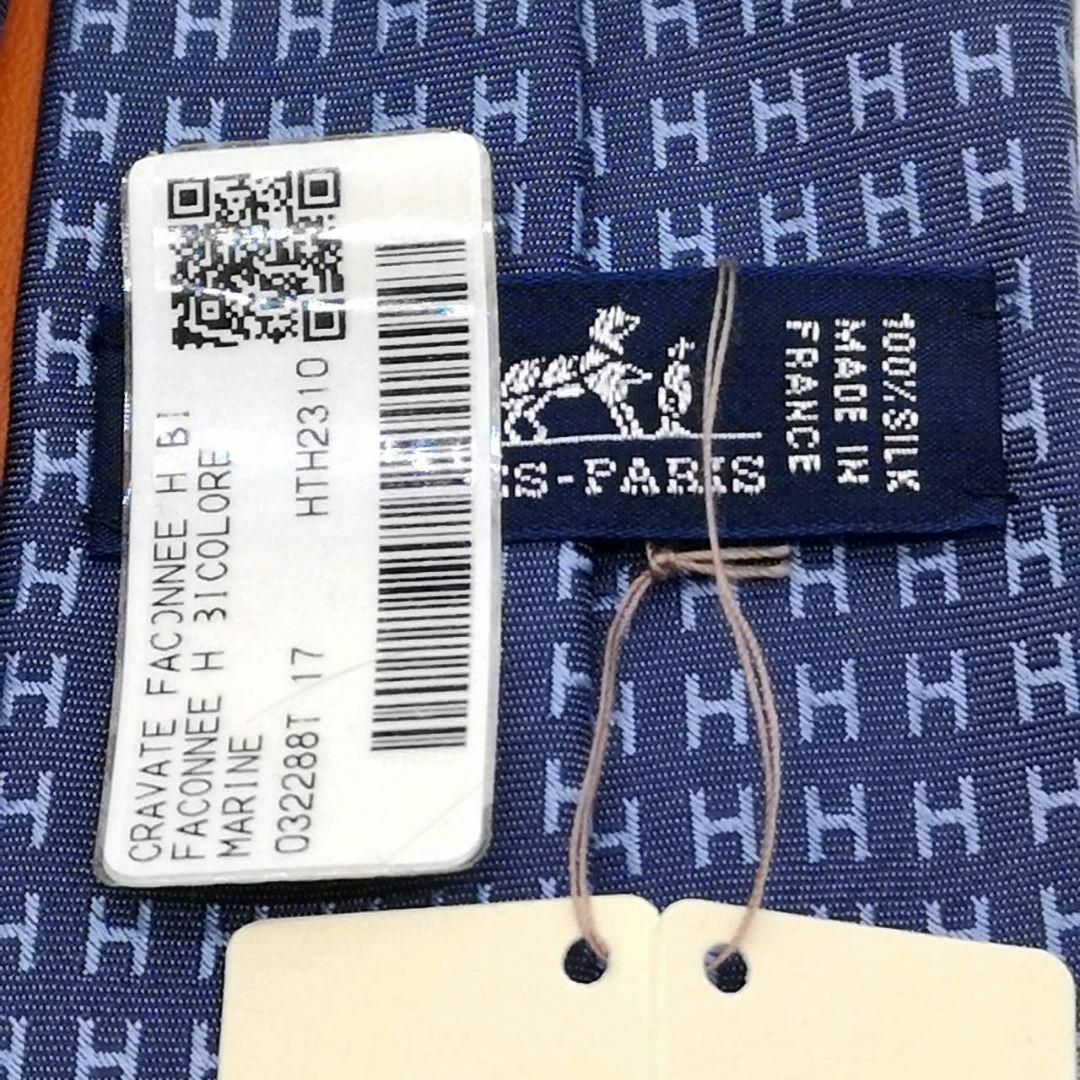 CRAVATE FACONNEE H BI
FACONNEE H BICOLORE
MARINE
032288T 17 HTH2310
ES-PARIS
100%SILK
MADE IN
FRANCE